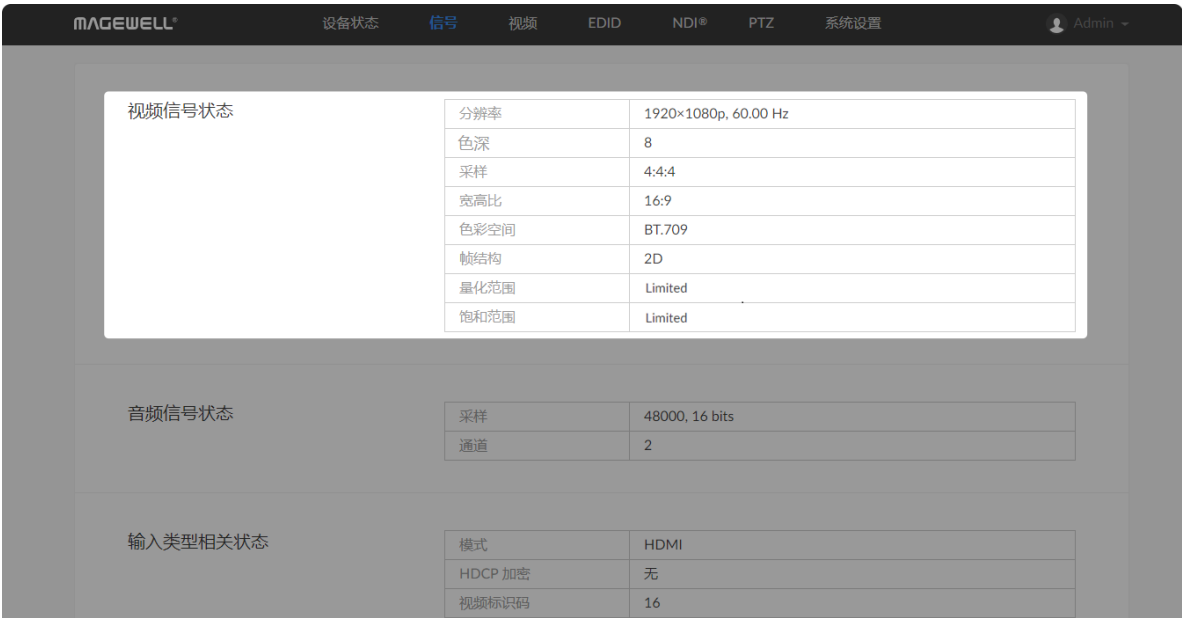 MAGEWELL® 设备状态 信号 视频 EDID NDI® PTZ 系统设置 Admin
视频信号状态
分辨率 1920×1080p, 60.00 Hz
色深 8
采样 4:4:4
宽高比 16:9
色彩空间 BT.709
帧结构 2D
量化范围 Limited
饱和范围 Limited
音频信号状态
采样 48000, 16 bits
通道 2
输入类型相关状态
模式 HDMI
HDCP 加密 无
视频标识码 16